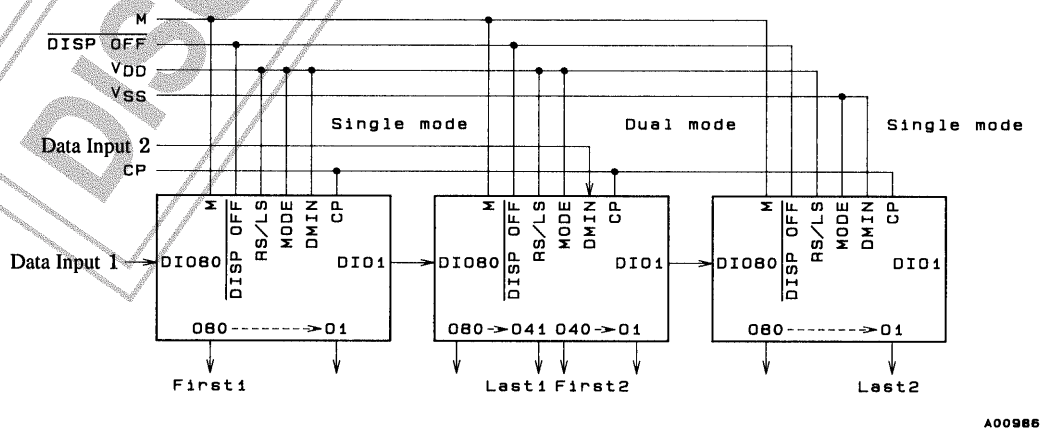 M
DISP OFF
VDD
VSS
Single mode Dual mode Single mode
Data Input 2
CP
M DISP OFF RS/LS MODE DMIN CP
M DISP OFF RS/LS MODE DMIN CP
M DISP OFF RS/LS MODE DMIN CP
Data Input 1 DIO80 DIO1 DIO80 DIO1 DIO80 DIO1
O80 O1 O80 O41 O40 O1 O80 O1
First1 Last1 First2 Last2
A00986
DISC